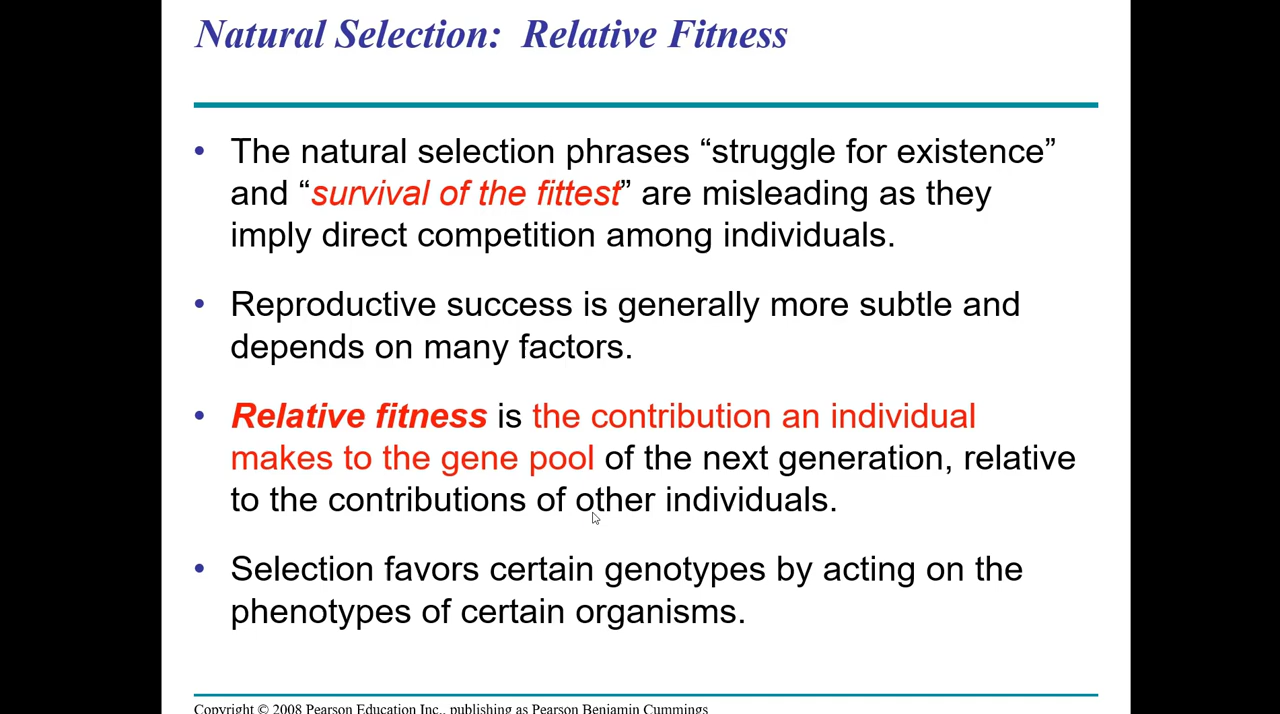 Natural Selection: Relative Fitness
• The natural selection phrases “struggle for existence”
and “survival of the fittest” are misleading as they
imply direct competition among individuals.
• Reproductive success is generally more subtle and
depends on many factors.
• Relative fitness is the contribution an individual
makes to the gene pool of the next generation, relative
to the contributions of other individuals.
• Selection favors certain genotypes by acting on the
phenotypes of certain organisms.
Copyright © 2008 Pearson Education Inc., publishing as Pearson Benjamin Cummings